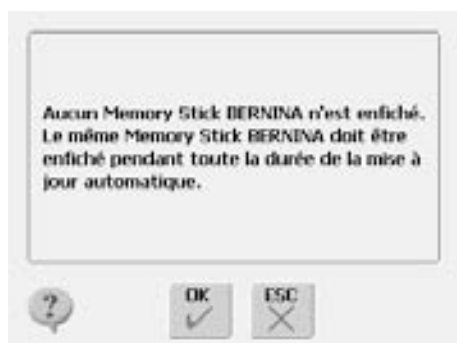 Aucun Memory Stick BERNINA n'est enfiché.
Le même Memory Stick BERNINA doit être
enfiché pendant toute la durée de la mise à
jour automatique.
?
OK
ESC